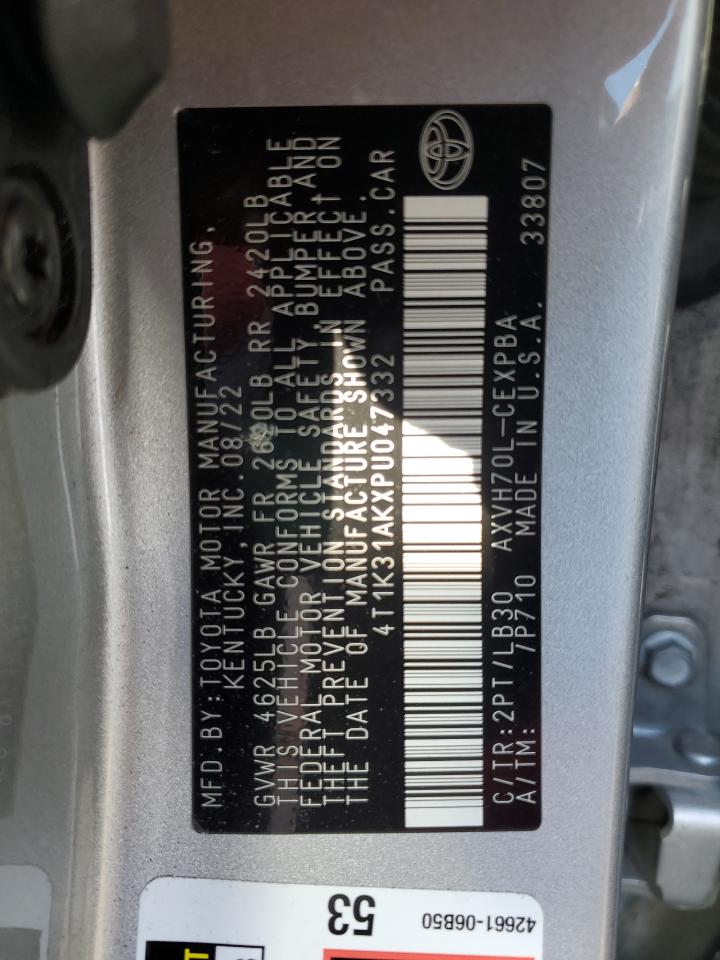 MFD.BY:TOYOTA MOTOR MANUFACTURING,
KENTUCKY,INC.08/22
GVWR 4625LB GAWR FR 2620LB RR 2420LB
THIS VEHICLE CONFORMS TO ALL APPLICABLE
FEDERAL MOTOR VEHICLE SAFETY, BUMPER, AND
THEFT PREVENTION STANDARDS IN EFFECT ON
THE DATE OF MANUFACTURE SHOWN ABOVE.
4T1K31AKXPU047332 PASS.CAR
C/TR:2PT/LB30 AXVH70L-CEXPBA
A/TM: /P710 MADE IN U.S.A. 33807
53
42661-06B50